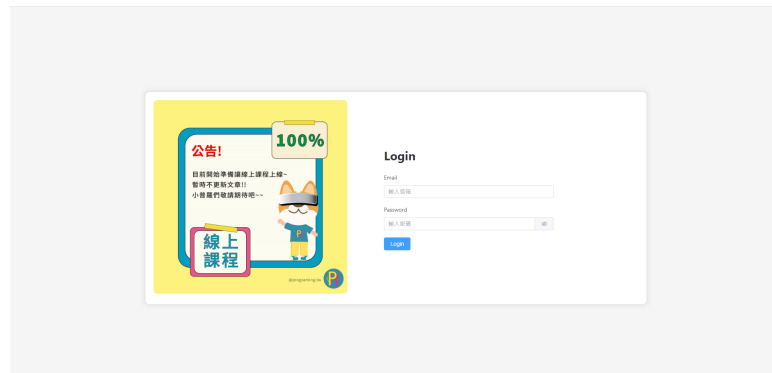 公告!
100%
目前開始準備讓線上課程上線~
暫時不更新文章!!
小普羅們敬請期待吧~~
P
線上
課程
P
Login
Email
輸入信箱
Password
輸入密碼
Login